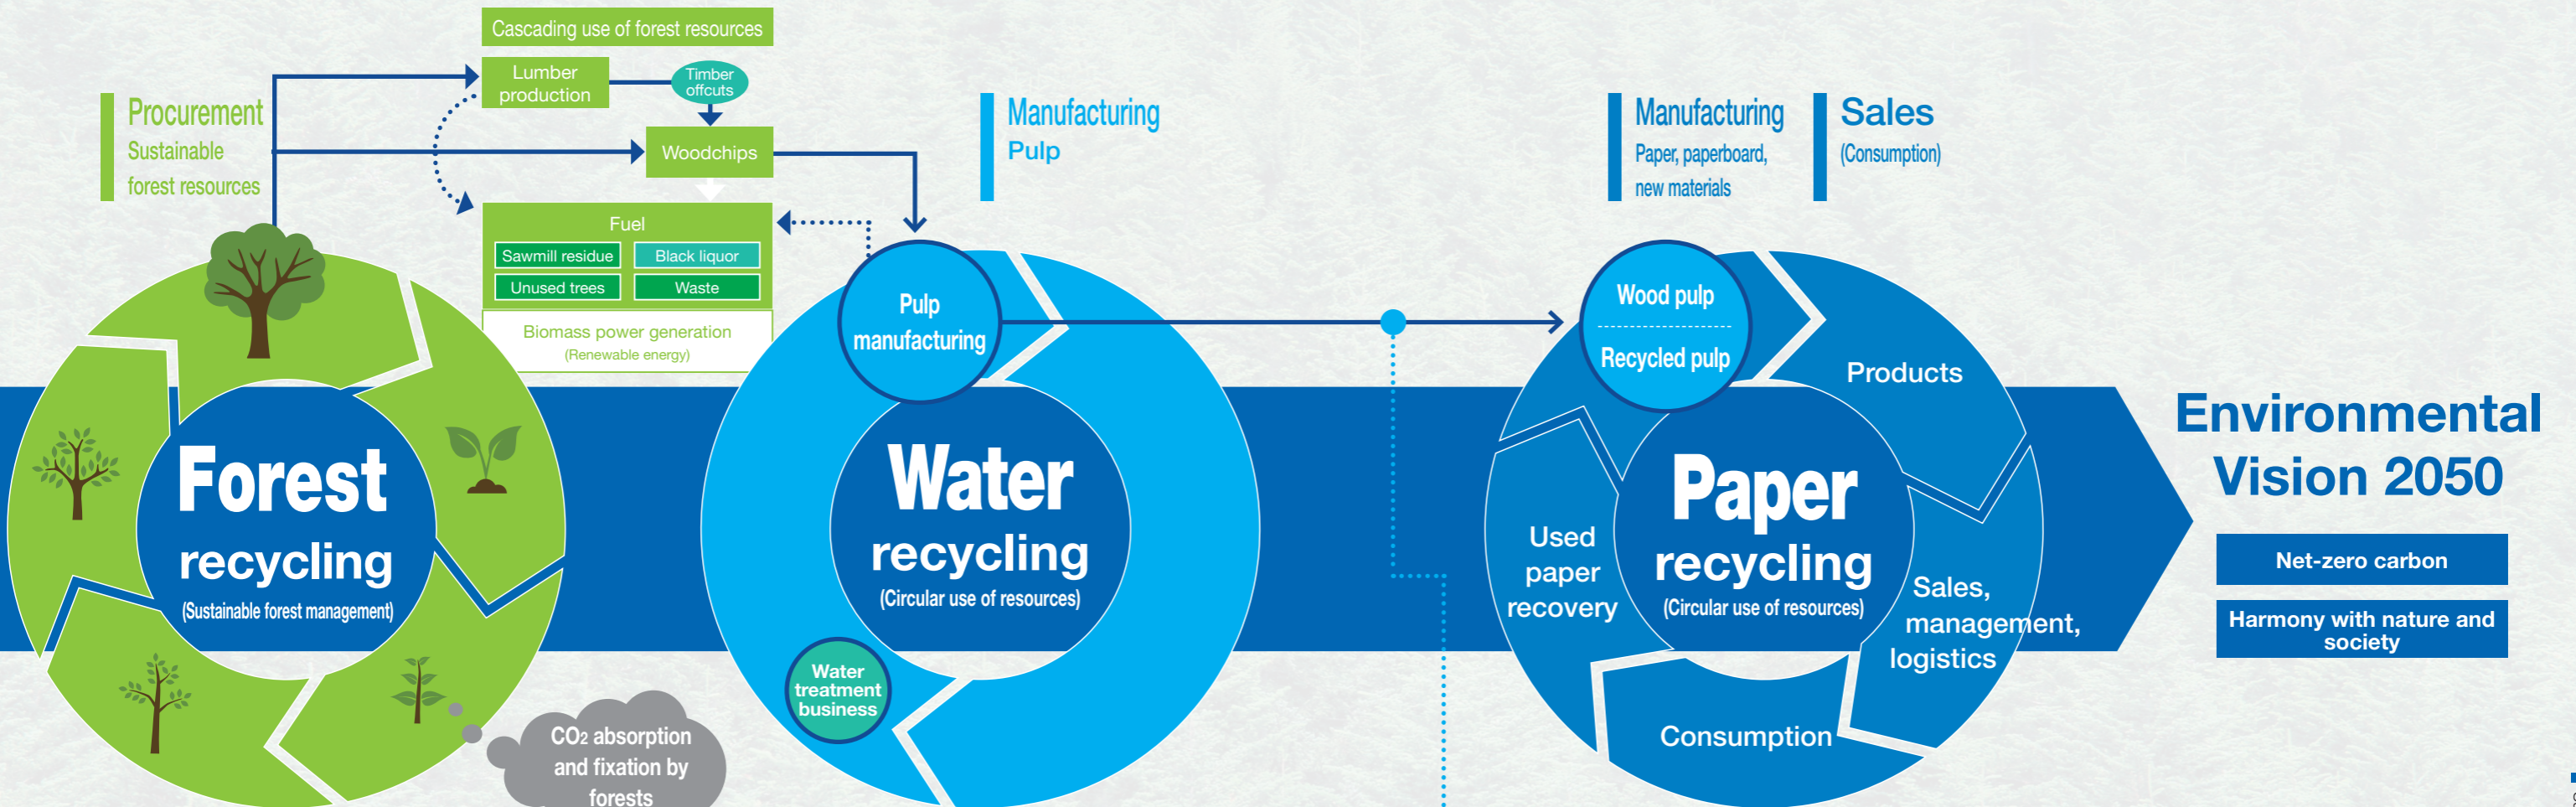 Cascading use of forest resources
Lumber
production
Timber
offcuts
Procurement
Sustainable
forest resources
Woodchips
Fuel
Sawmill residue
Black liquor
Unused trees
Waste
Biomass power generation
(Renewable energy)
Manufacturing
Pulp
Manufacturing
Paper, paperboard,
new materials
Sales
(Consumption)
Forest
recycling
(Sustainable forest management)
CO2 absorption
and fixation by
forests
Pulp
manufacturing
Water
recycling
(Circular use of resources)
Water
treatment
business
Wood pulp
Recycled pulp
Products
Paper
recycling
(Circular use of resources)
Used
paper
recovery
Sales,
management,
logistics
Consumption
Environmental
Vision 2050
Net-zero carbon
Harmony with nature and
society